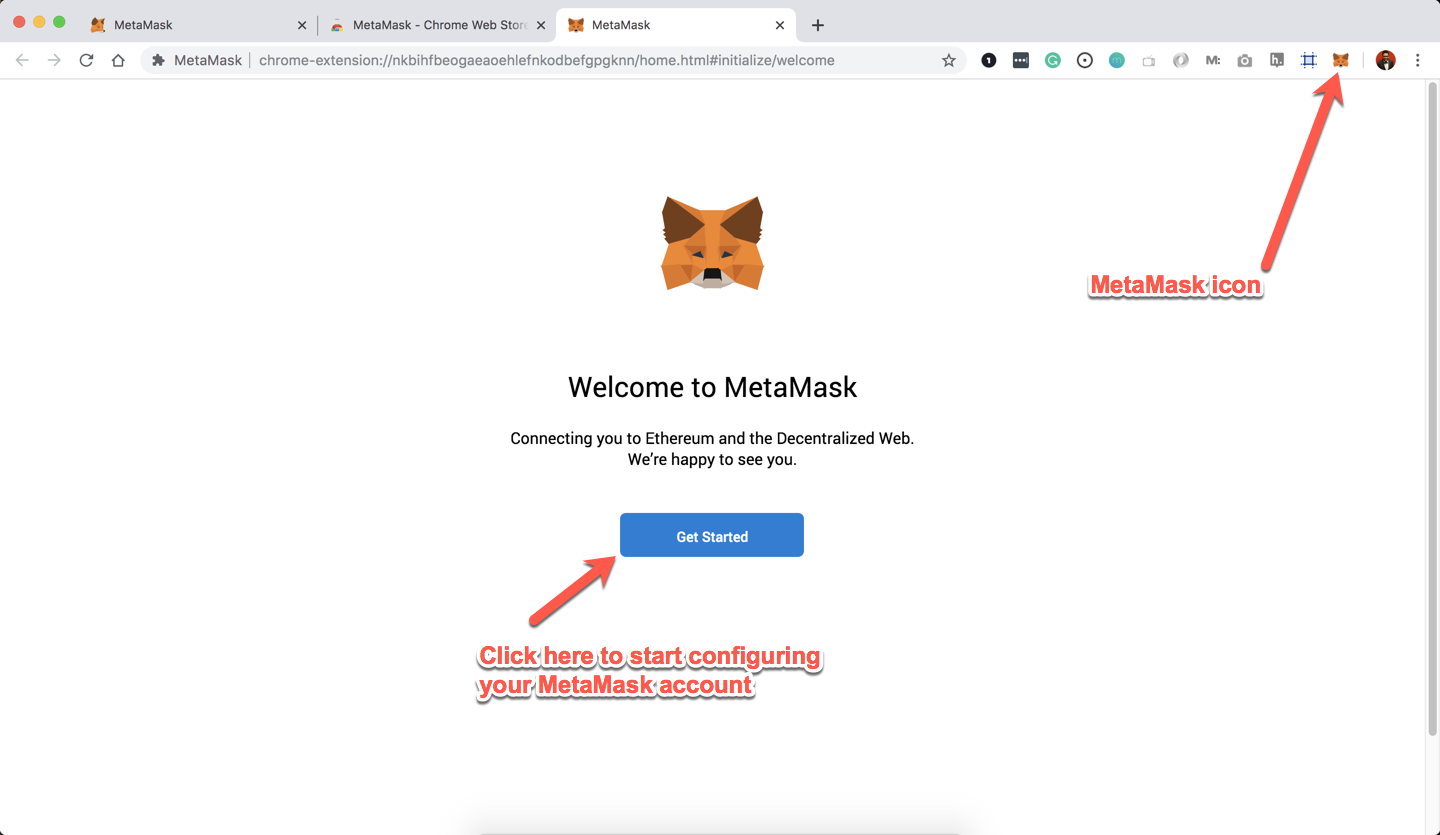 MetaMask
MetaMask - Chrome Web Store
MetaMask
MetaMask
chrome-extension://nkbihfbeogaeaoehlefnkodbefgpgknn/home.html#initialize/welcome
M:
h.
MetaMask icon
Welcome to MetaMask
Connecting you to Ethereum and the Decentralized Web.
We’re happy to see you.
Get Started
Click here to start configuring
your MetaMask account